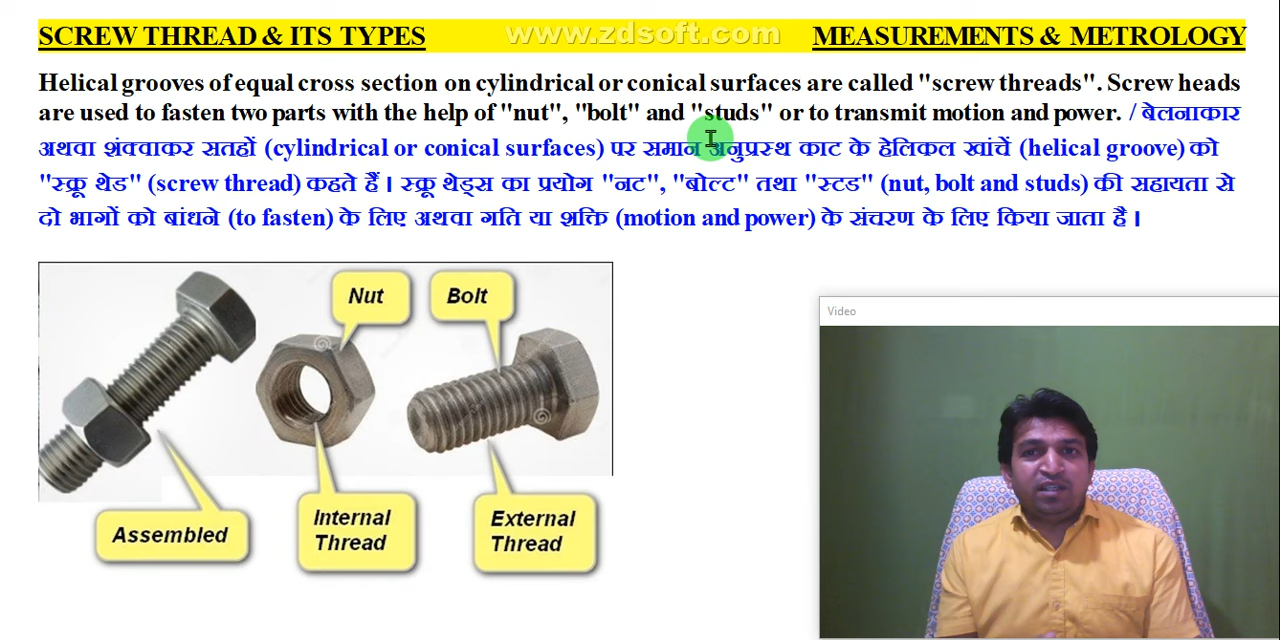 SCREW THREAD & ITS TYPES www.zdsoft.com MEASUREMENTS & METROLOGY
Helical grooves of equal cross section on cylindrical or conical surfaces are called "screw threads". Screw heads
are used to fasten two parts with the help of "nut", "bolt" and "studs" or to transmit motion and power. / बेलनाकार
अथवा शंक्वाकर सतहों (cylindrical or conical surfaces) पर समान अनुप्रस्थ काट के हेलिकल खांचें (helical groove) को
"स्क्रू थ्रेड" (screw thread) कहते हैं। स्क्रू थ्रेड्स का प्रयोग "नट", "बोल्ट" तथा "स्टड" (nut, bolt and studs) की सहायता से
दो भागों को बांधने (to fasten) के लिए अथवा गति या शक्ति (motion and power) के संचरण के लिए किया जाता है।
Nut
Bolt
Video
Assembled
Internal
Thread
External
Thread